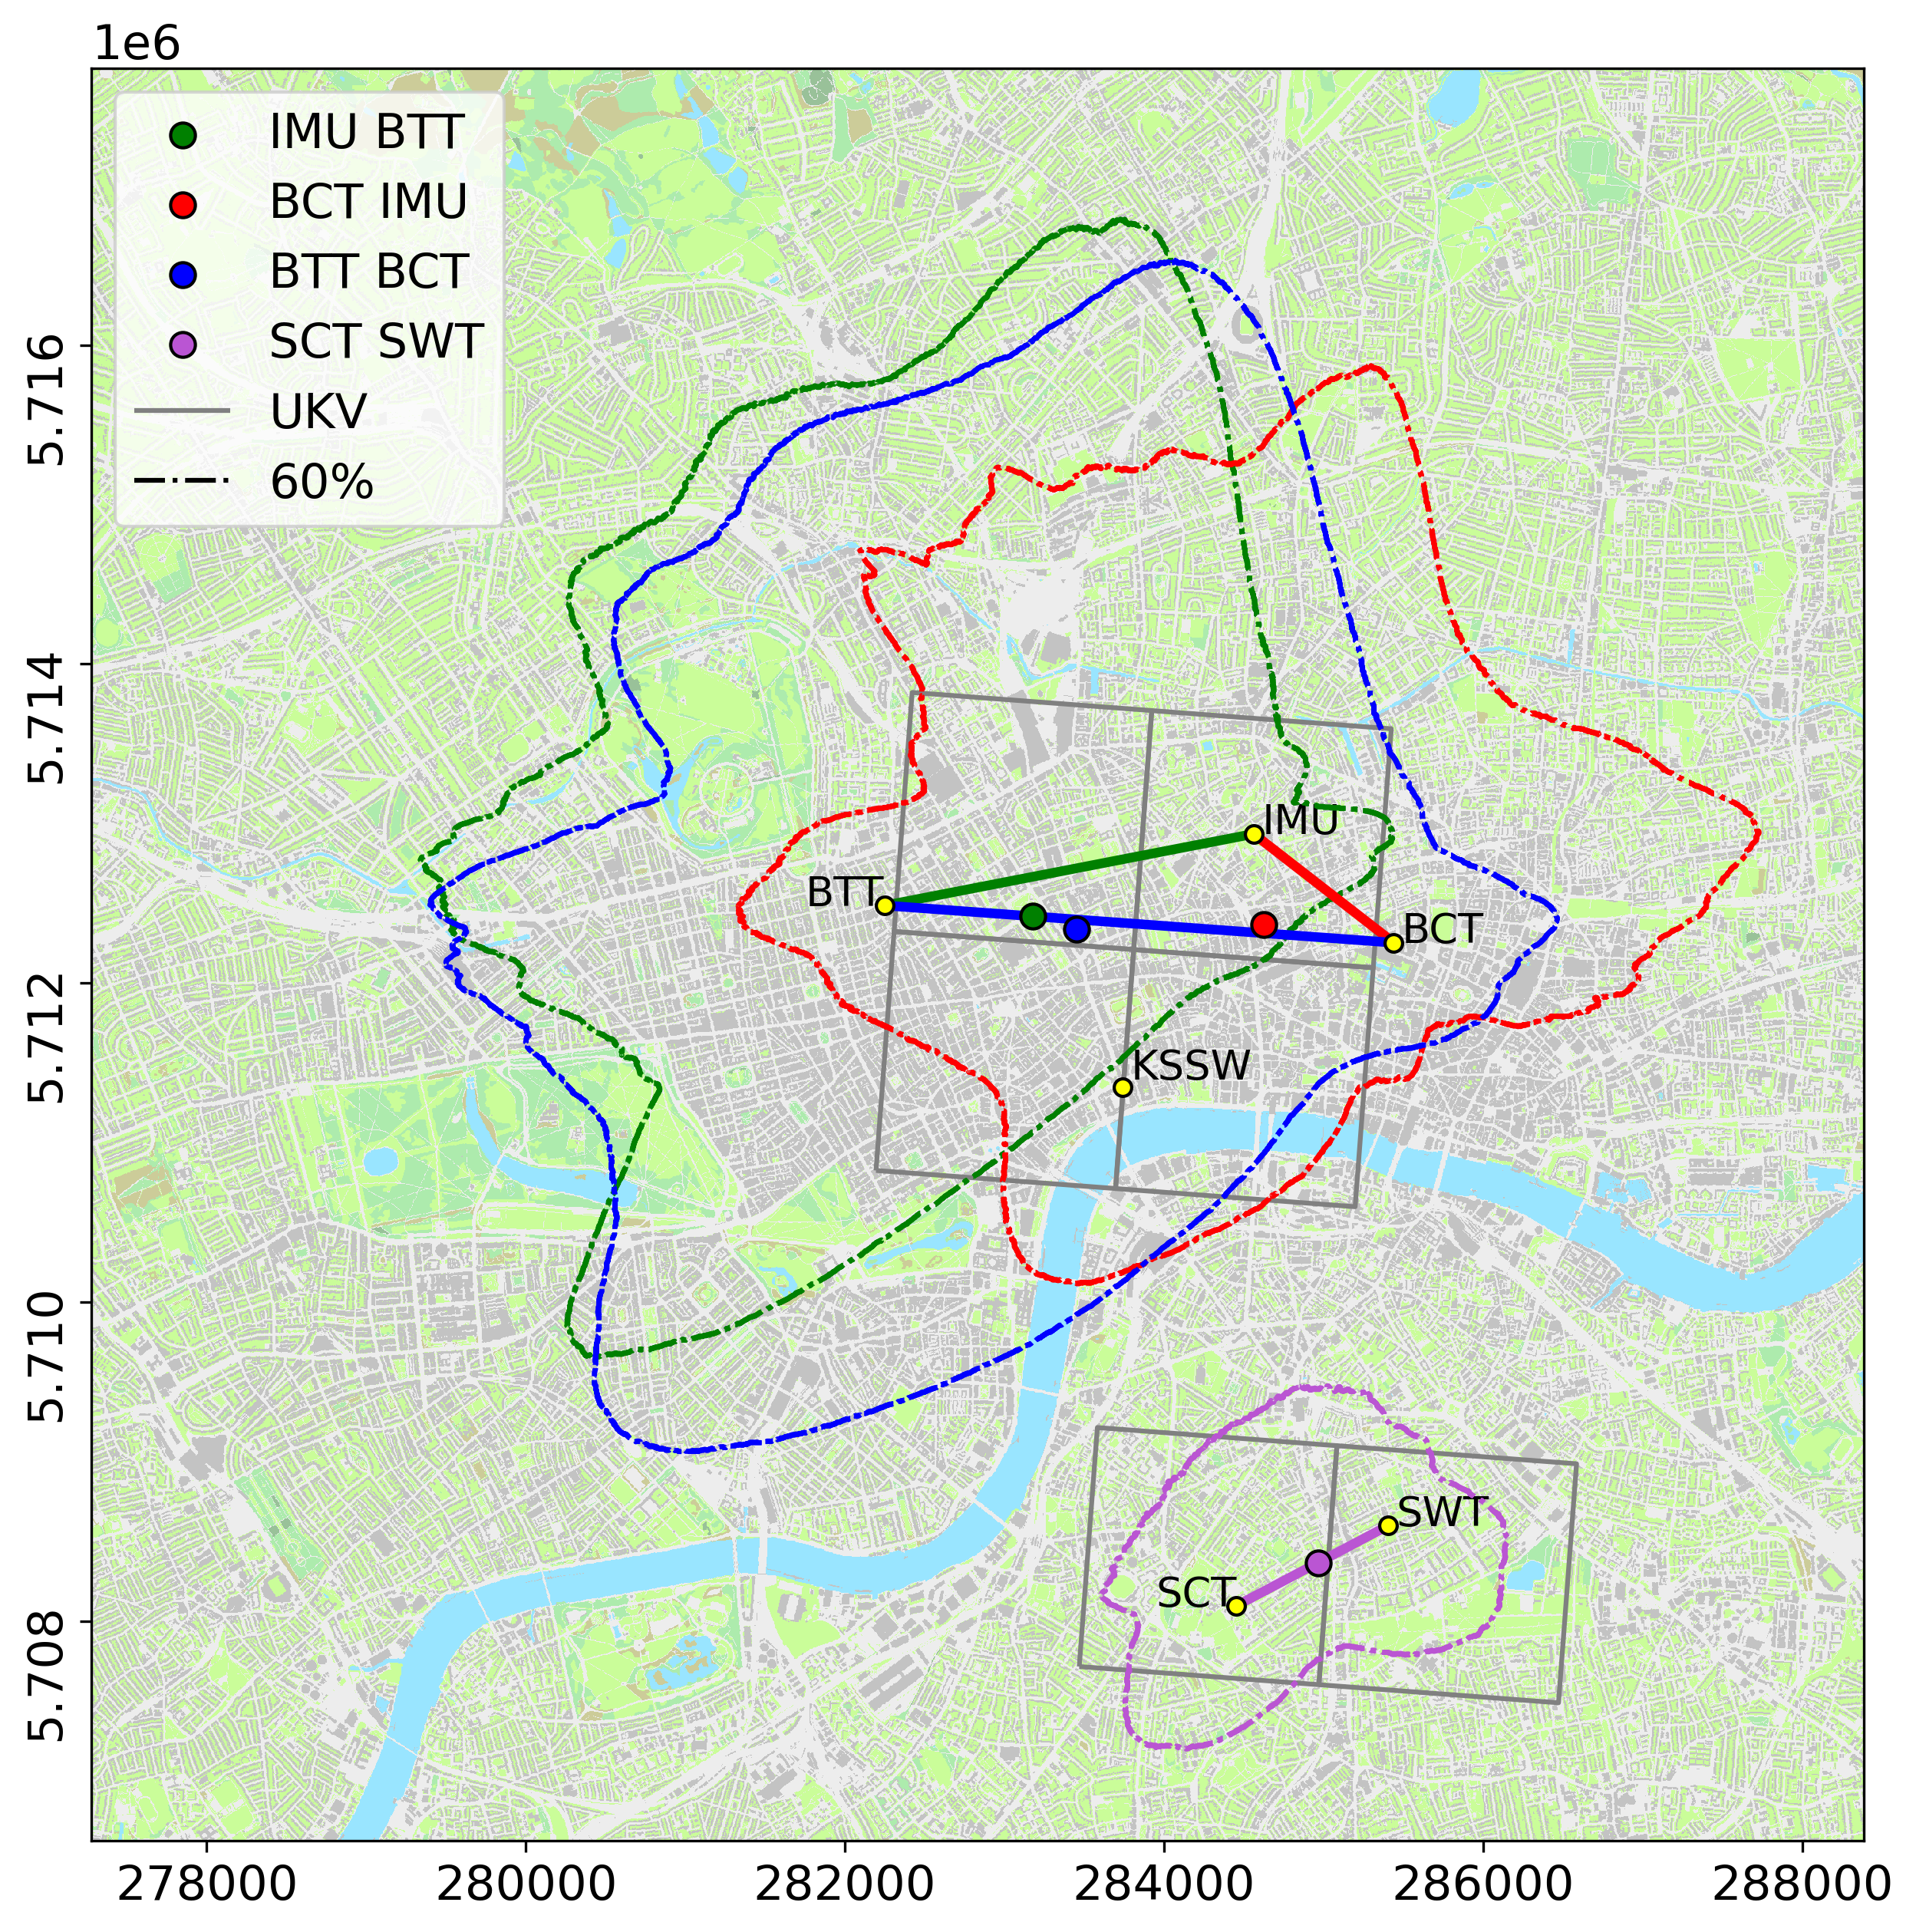 1e6
IMU BTT
BCT IMU
BTT BCT
SCT SWT
UKV
60%
5.716
5.714
5.712
5.710
5.708
IMU
BTT
BCT
KSSW
SWT
SCT
278000
280000
282000
284000
286000
288000